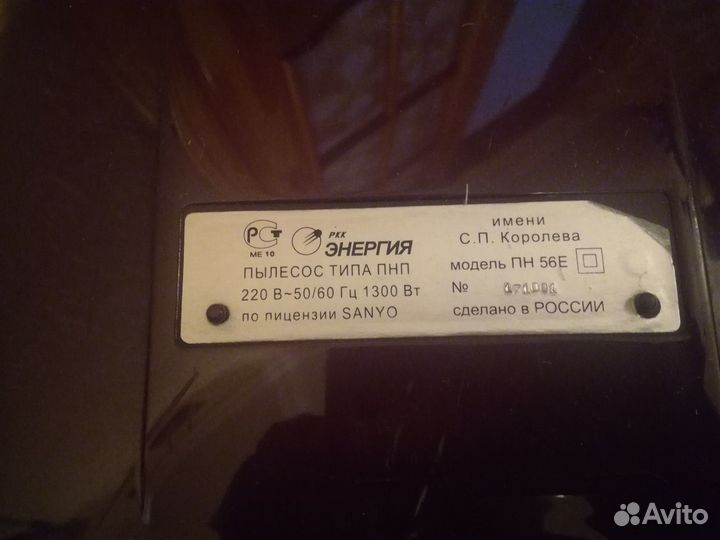 РСТ
МЕ 10
РКК
ЭНЕРГИЯ
ПЫЛЕСОС ТИПА ПНП
220 В~50/60 Гц 1300 Вт
по лицензии SANYO
имени
С.П. Королева
модель ПН 56Е
№
сделано в РОССИИ
Avito